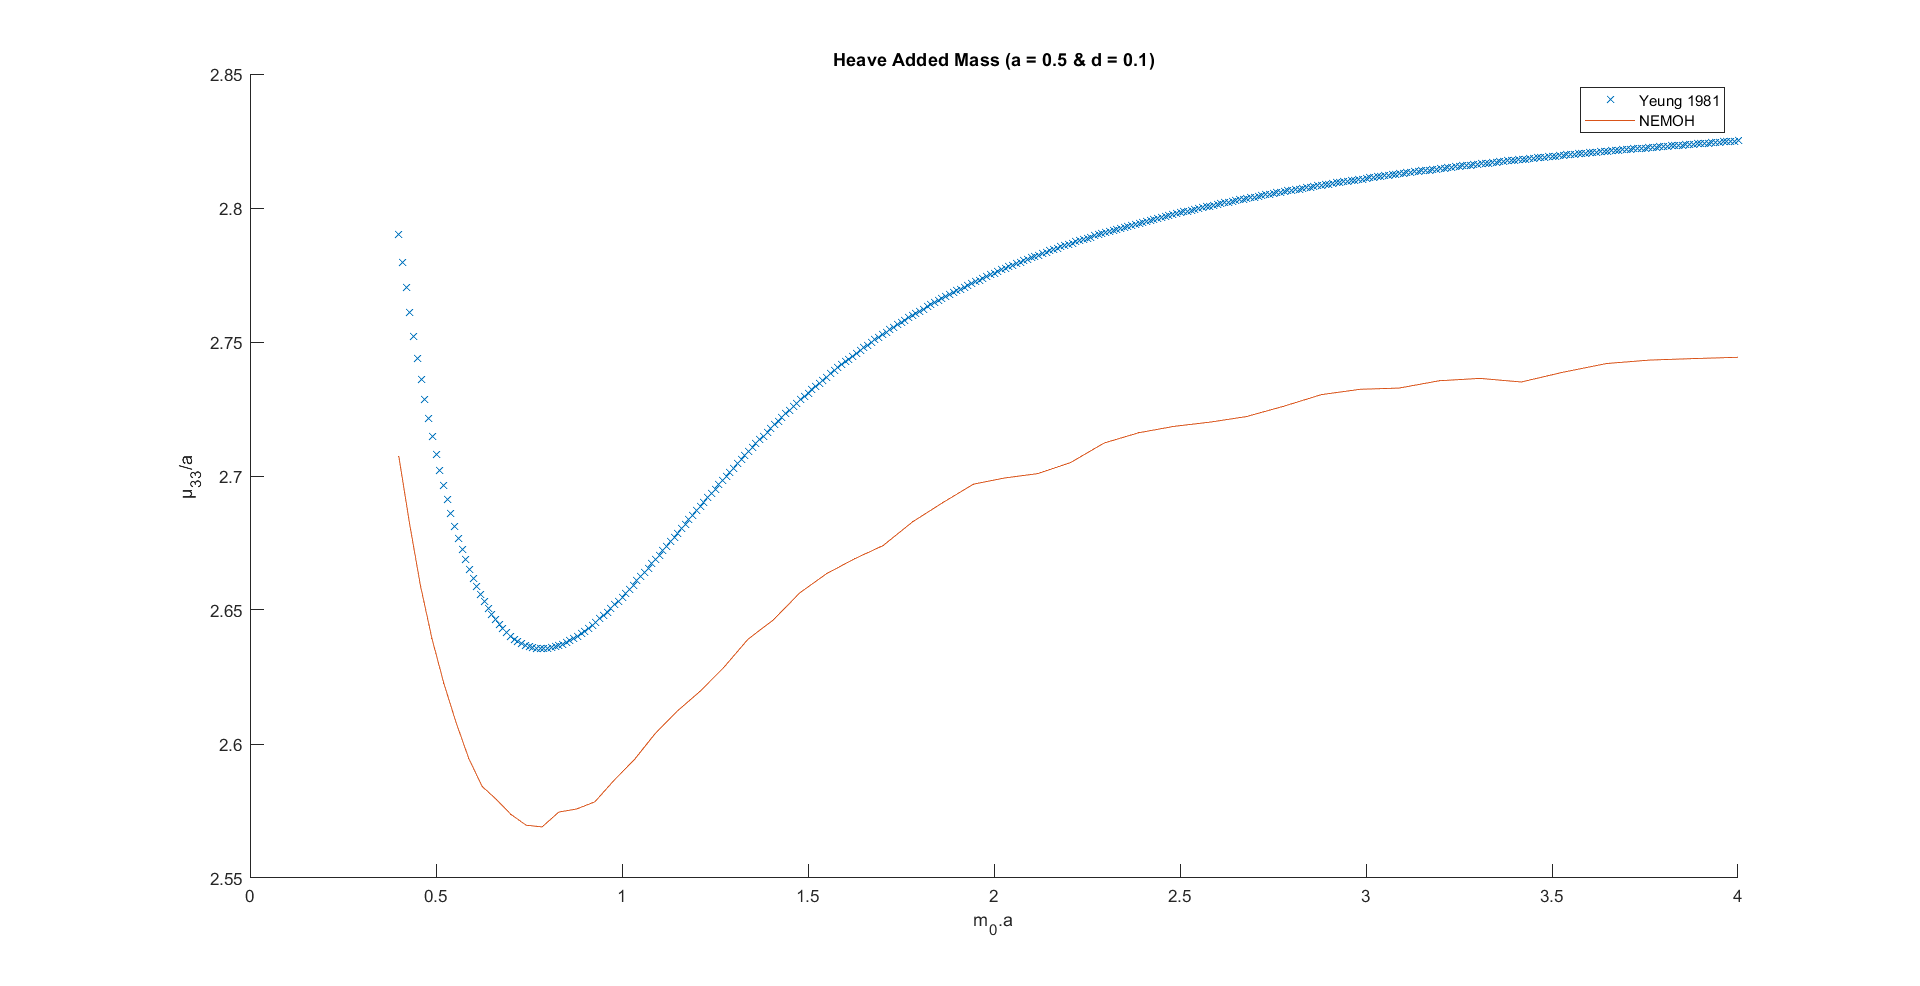 Heave Added Mass (a = 0.5 & d = 0.1)
Yeung 1981
NEMOH
2.85
2.8
2.75
2.7
2.65
2.6
2.55
μ33/a
0 0.5 1 1.5 2 2.5 3 3.5 4
m0.a